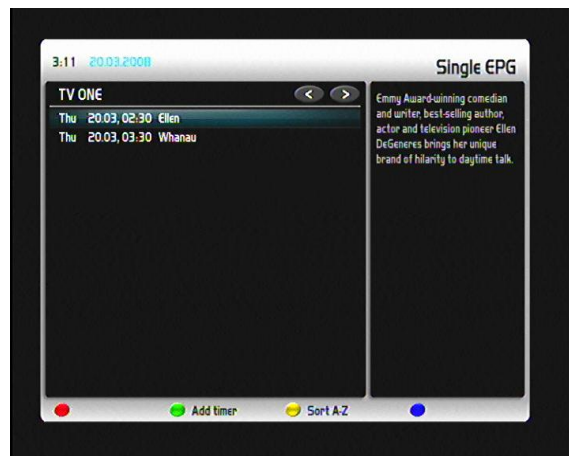 3:11 20.03.2008
Single EPG
TV ONE
< >
Thu 20.03, 02:30 Ellen
Thu 20.03, 03:30 Whanau
Emmy Award-winning comedian
and writer, best-selling author,
actor and television pioneer Ellen
DeGeneres brings her unique
brand of hilarity to daytime talk.
Add timer
Sort A-Z